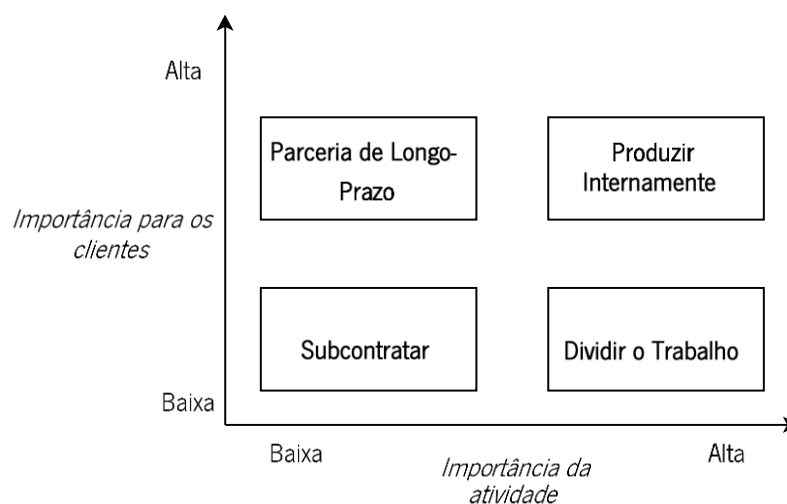 Alta
Parceria de Longo-
Prazo
Produzir
Internamente
Importância para os
clientes
Subcontratar
Dividir o Trabalho
Baixa
Baixa
Alta
Importância da
atividade